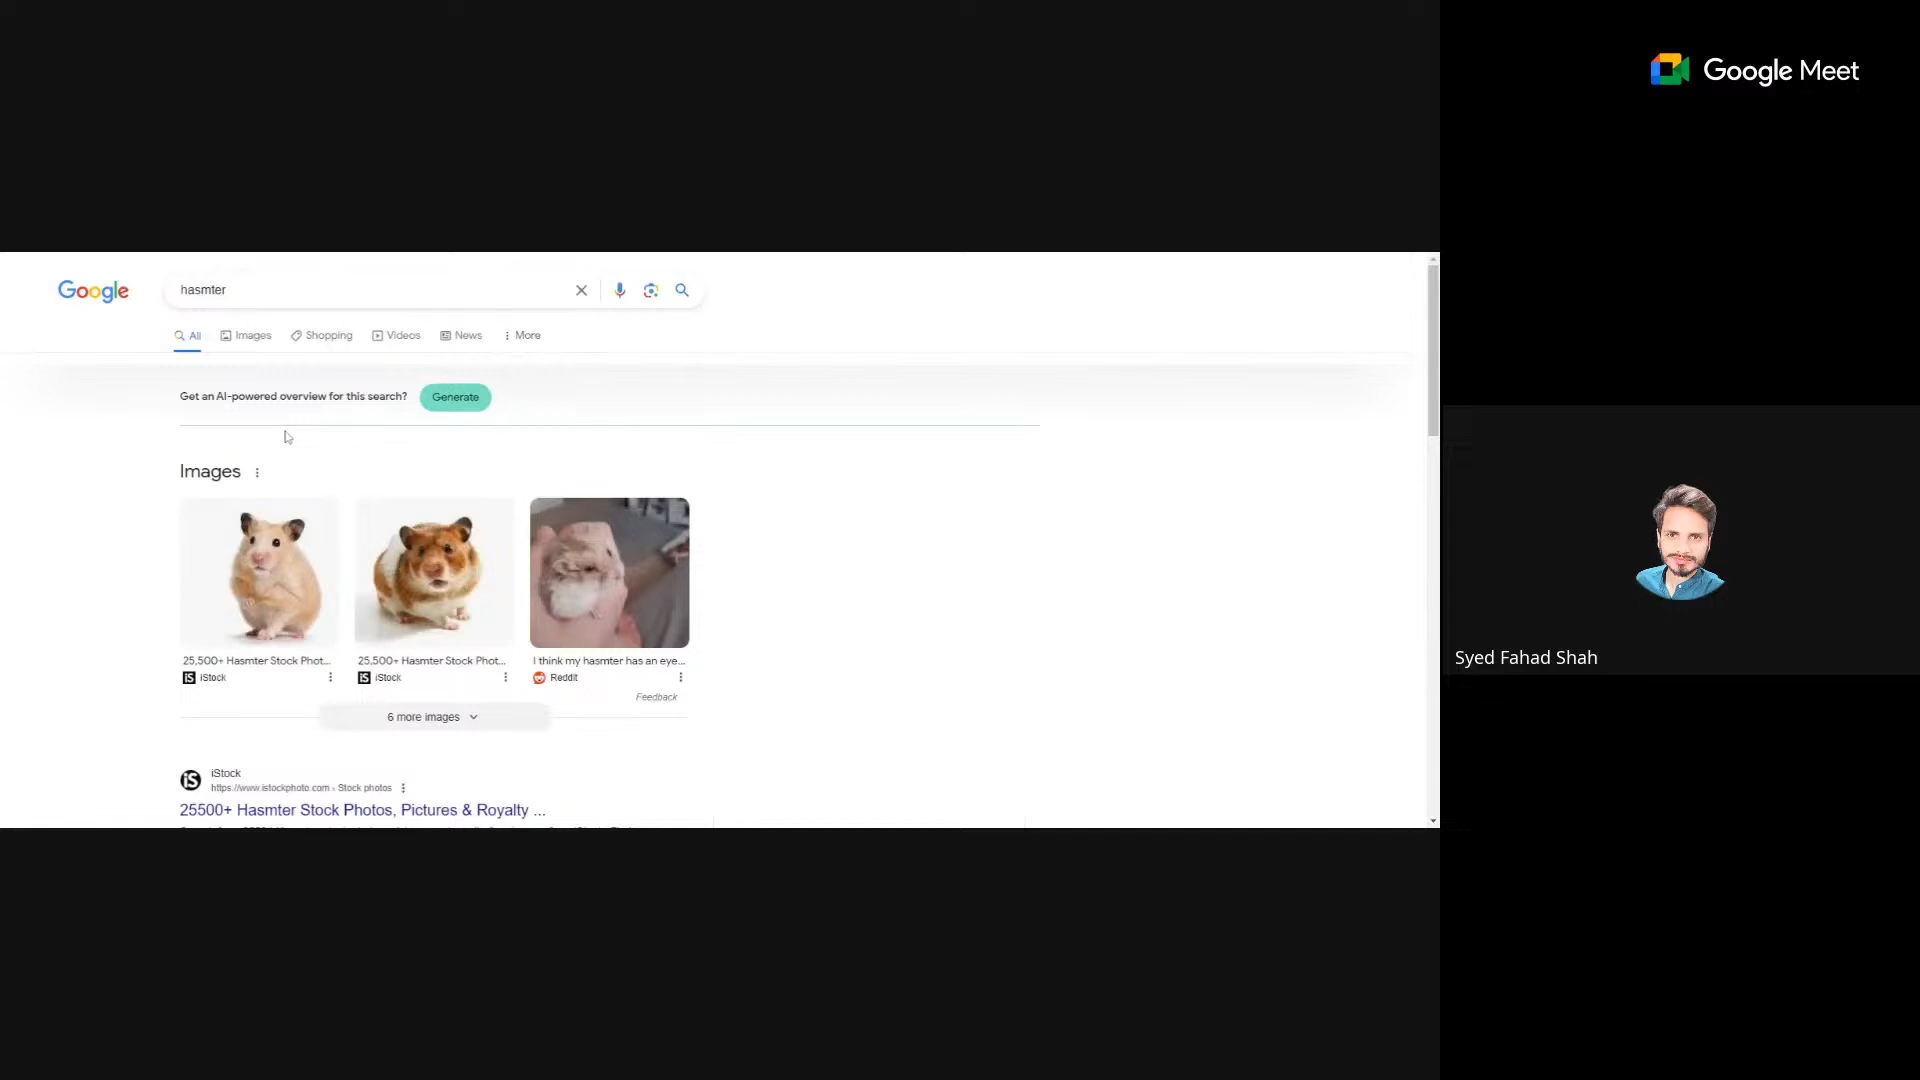 Google Meet
Google
hasmter
All Images Shopping Videos News More
Get an AI-powered overview for this search? Generate
Images
25,500+ Hasmter Stock Phot...
iStock
25,500+ Hasmter Stock Phot...
iStock
I think my hasmter has an eye...
Reddit
Feedback
6 more images
iStock
https://www.istockphoto.com › Stock photos
25500+ Hasmter Stock Photos, Pictures & Royalty ...
Syed Fahad Shah